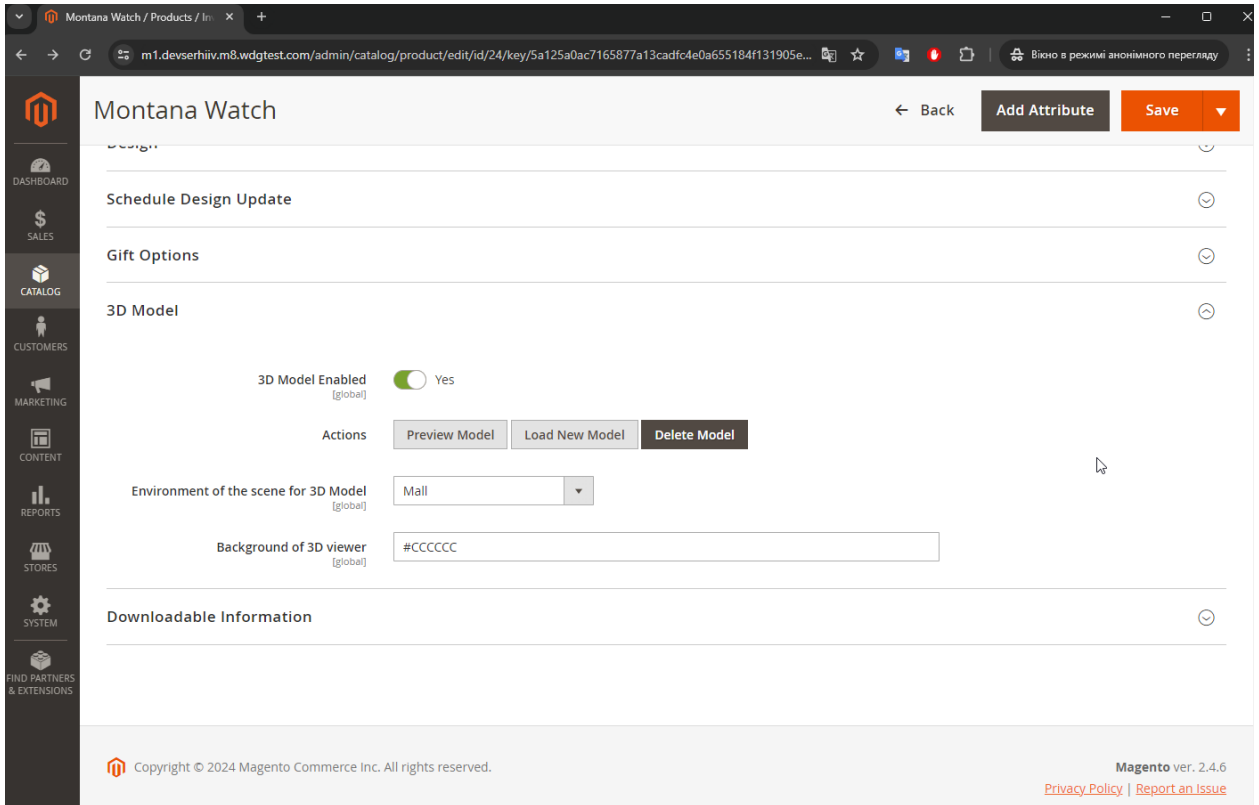 Montana Watch / Products / In
m1.devserhiiv.m8.wdgtest.com/admin/catalog/product/edit/id/24/key/5a125a0ac7165877a13cadfc4e0a655184f131905e...
Вікно в режимі анонімного перегляду
Montana Watch
Back
Add Attribute
Save
DASHBOARD
SALES
CATALOG
CUSTOMERS
MARKETING
CONTENT
REPORTS
STORES
SYSTEM
FIND PARTNERS
& EXTENSIONS
Design
Schedule Design Update
Gift Options
3D Model
3D Model Enabled
[global]
Yes
Actions
Preview Model
Load New Model
Delete Model
Environment of the scene for 3D Model
[global]
Mall
Background of 3D viewer
[global]
#CCCCCC
Downloadable Information
Copyright © 2024 Magento Commerce Inc. All rights reserved.
Magento ver. 2.4.6
Privacy Policy | Report an Issue